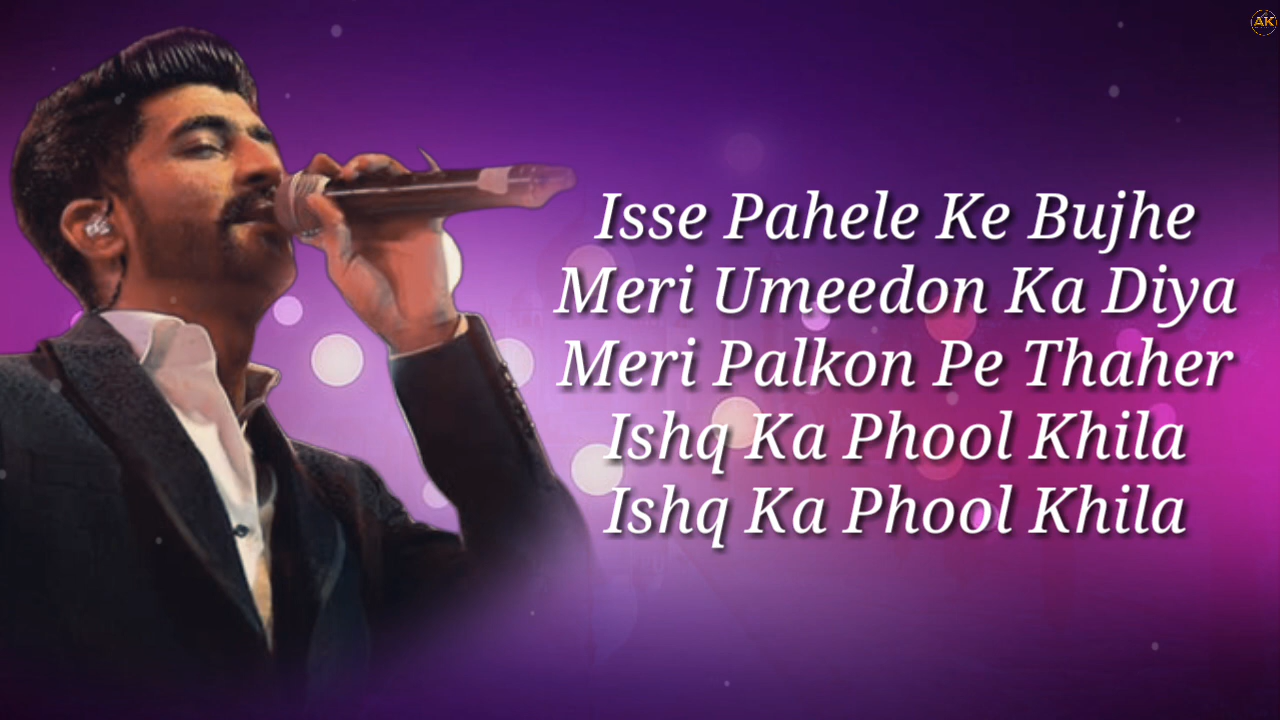 AK
Isse Pahele Ke Bujhe
Meri Umeedon Ka Diya
Meri Palkon Pe Thaher
Ishq Ka Phool Khila
Ishq Ka Phool Khila